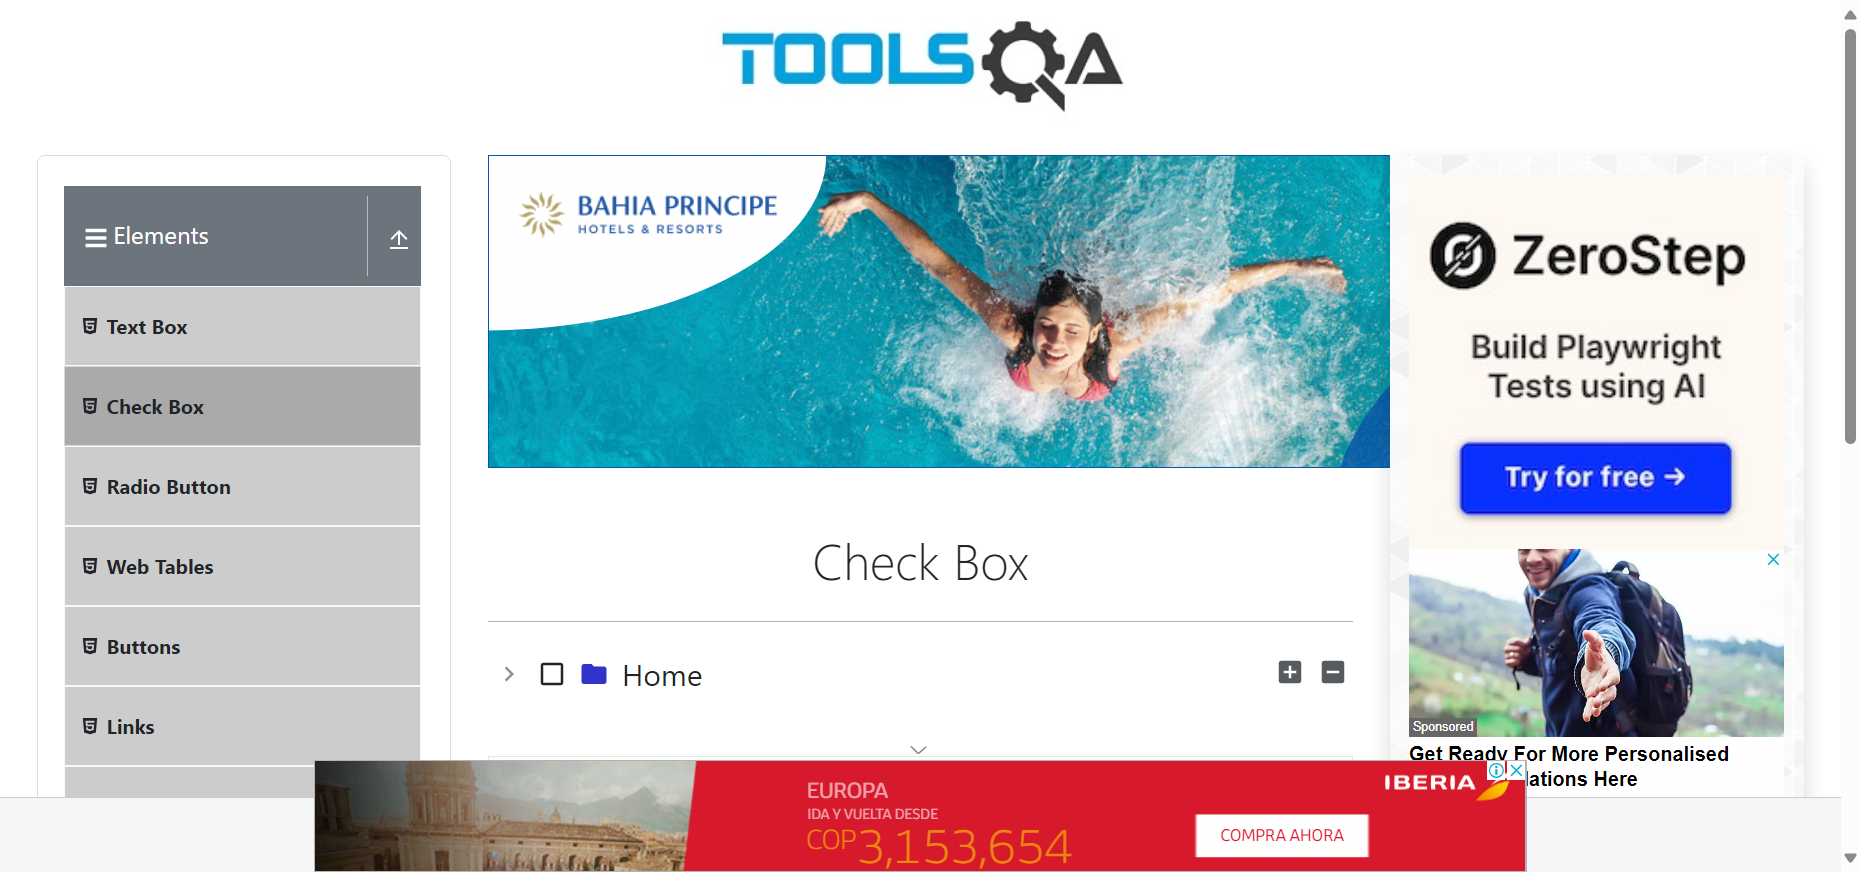 TOOLSQA
Elements
Text Box
Check Box
Radio Button
Web Tables
Buttons
Links
BAHIA PRINCIPE
HOTELS & RESORTS
Check Box
Home
ZeroStep
Build Playwright
Tests using AI
Try for free →
Sponsored
Get Ready For More Personalised
lations Here
EUROPA
IDA Y VUELTA DESDE
COP3,153,654
COMPRA AHORA
IBERIA